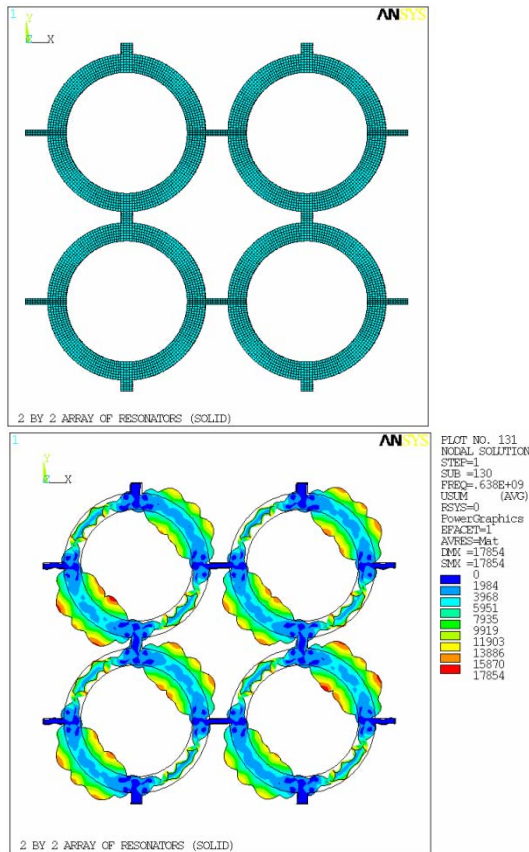 1
ANSYS
Y
Z X
2 BY 2 ARRAY OF RESONATORS (SOLID)
1
ANSYS
Y
Z X
2 BY 2 ARRAY OF RESONATORS (SOLID)
PLOT NO. 131
NODAL SOLUTION
STEP=1
SUB =130
FREQ=.638E+09
USUM (AVG)
RSYS=0
PowerGraphics
EFACET=1
AVRES=Mat
DMX =17854
SMX =17854
0
1984
3968
5951
7935
9919
11903
13886
15870
17854